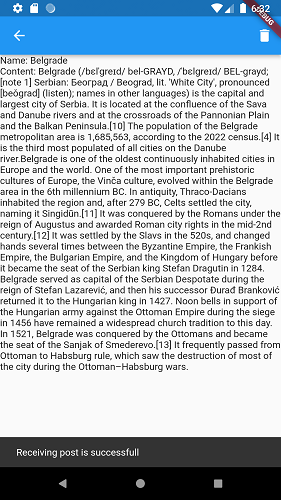 6:32
DEBUG
Name: Belgrade
Content: Belgrade (/bɛlˈɡreɪd/ bel-GRAYD, /ˈbɛlɡreɪd/ BEL-grayd;
[note 1] Serbian: Београд / Beograd, lit. 'White City', pronounced
[beǒɡrad] (listen); names in other languages) is the capital and
largest city of Serbia. It is located at the confluence of the Sava
and Danube rivers and at the crossroads of the Pannonian Plain
and the Balkan Peninsula.[10] The population of the Belgrade
metropolitan area is 1,685,563, according to the 2022 census.[4] It
is the third most populated of all cities on the Danube
river.Belgrade is one of the oldest continuously inhabited cities in
Europe and the world. One of the most important prehistoric
cultures of Europe, the Vinča culture, evolved within the Belgrade
area in the 6th millennium BC. In antiquity, Thraco-Dacians
inhabited the region and, after 279 BC, Celts settled the city,
naming it Singidūn.[11] It was conquered by the Romans under the
reign of Augustus and awarded Roman city rights in the mid-2nd
century.[12] It was settled by the Slavs in the 520s, and changed
hands several times between the Byzantine Empire, the Frankish
Empire, the Bulgarian Empire, and the Kingdom of Hungary before
it became the seat of the Serbian king Stefan Dragutin in 1284.
Belgrade served as capital of the Serbian Despotate during the
reign of Stefan Lazarević, and then his successor Đurađ Branković
returned it to the Hungarian king in 1427. Noon bells in support of
the Hungarian army against the Ottoman Empire during the siege
in 1456 have remained a widespread church tradition to this day.
In 1521, Belgrade was conquered by the Ottomans and became
the seat of the Sanjak of Smederevo.[13] It frequently passed from
Ottoman to Habsburg rule, which saw the destruction of most of
the city during the Ottoman–Habsburg wars.
Receiving post is successfull